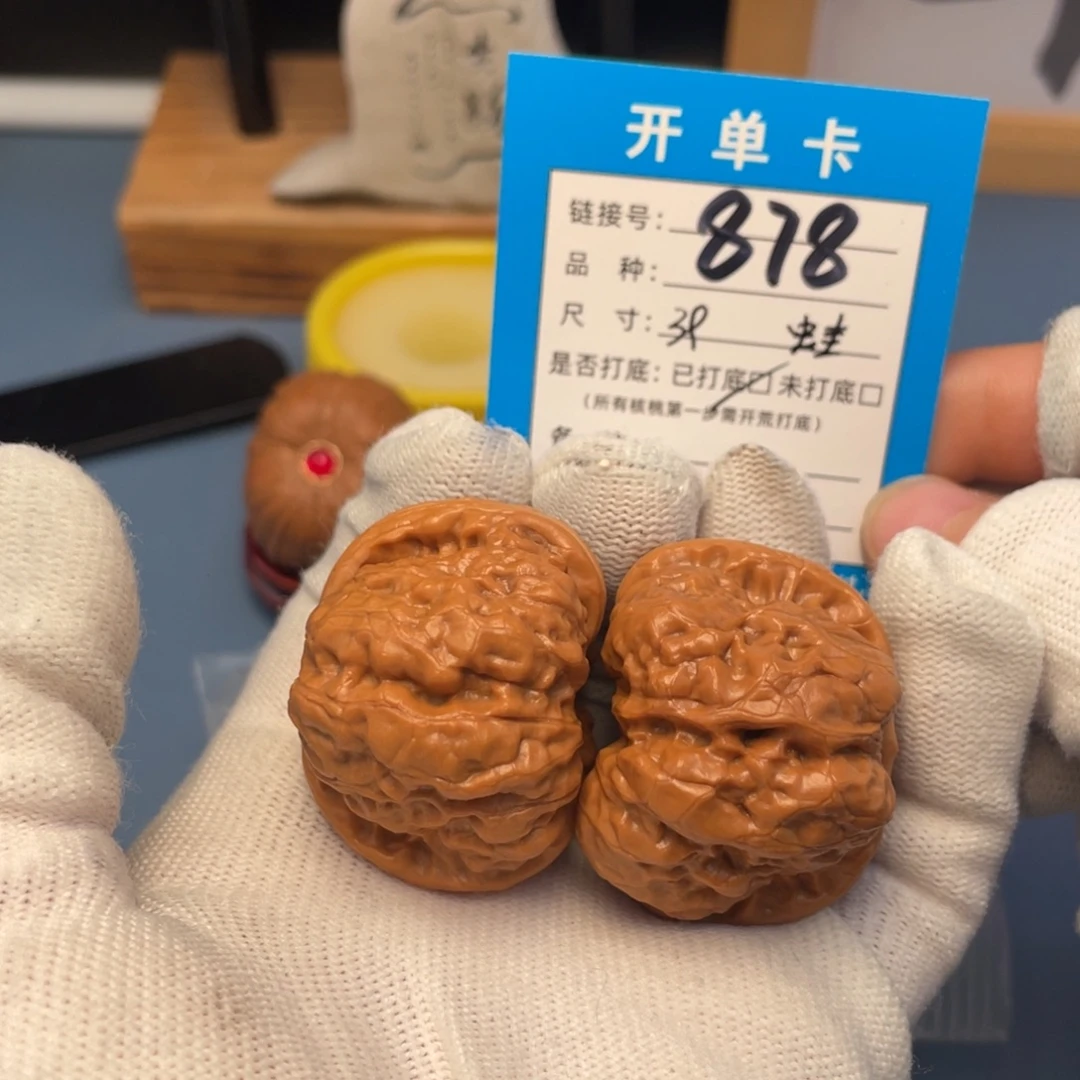 开单卡
链接号：878
品 种：
尺 寸：39 蛙
是否打底：已打底☐ 未打底☐
（所有核桃第一步需开荒打底）